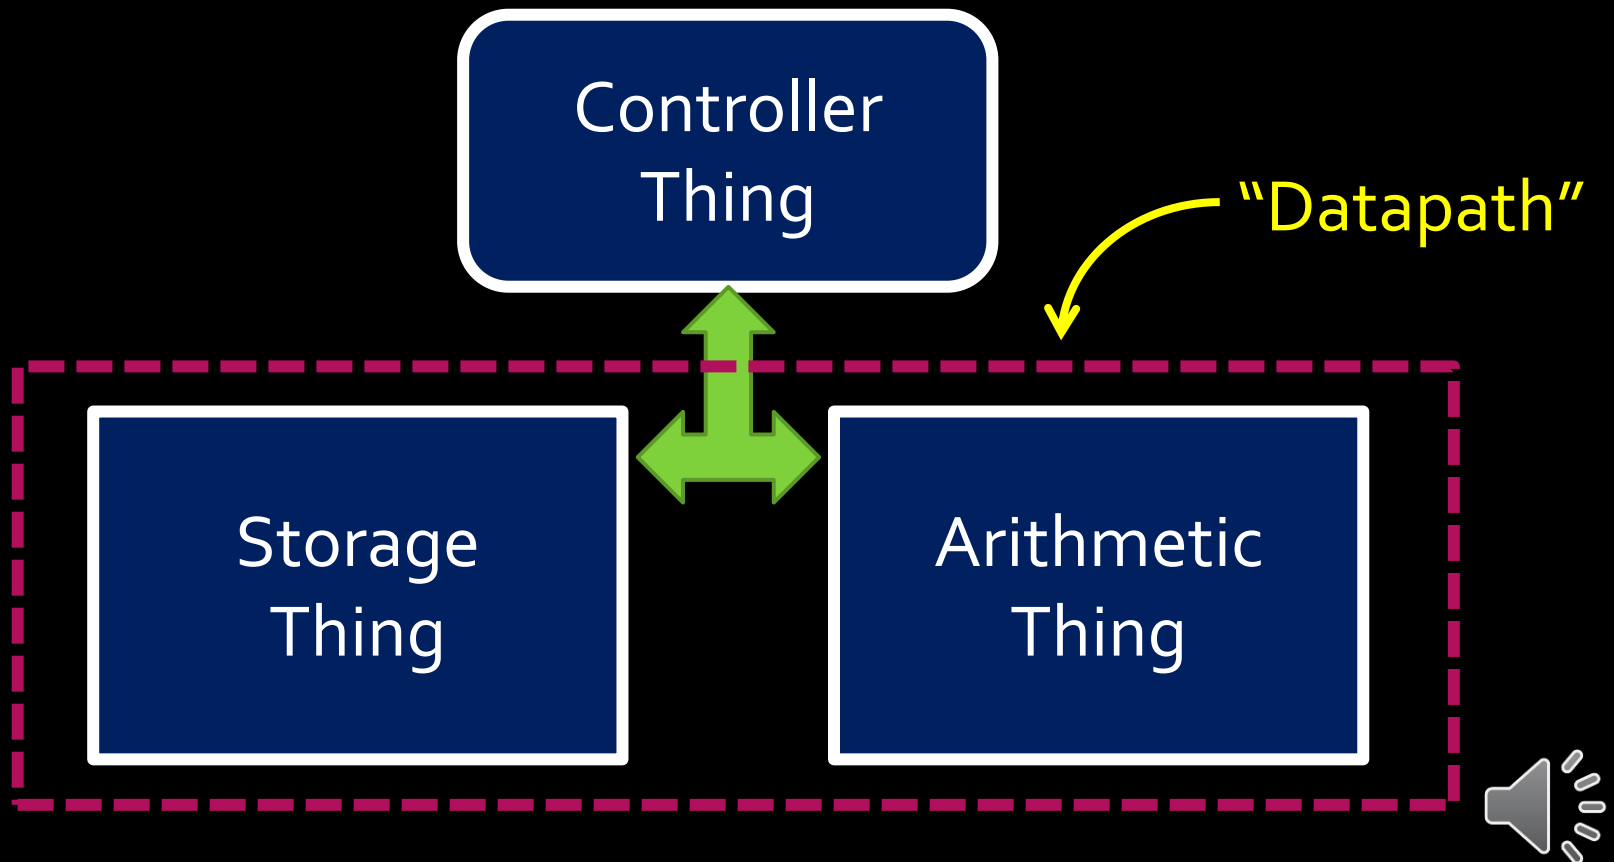 Controller
Thing
“Datapath”
Storage
Thing
Arithmetic
Thing